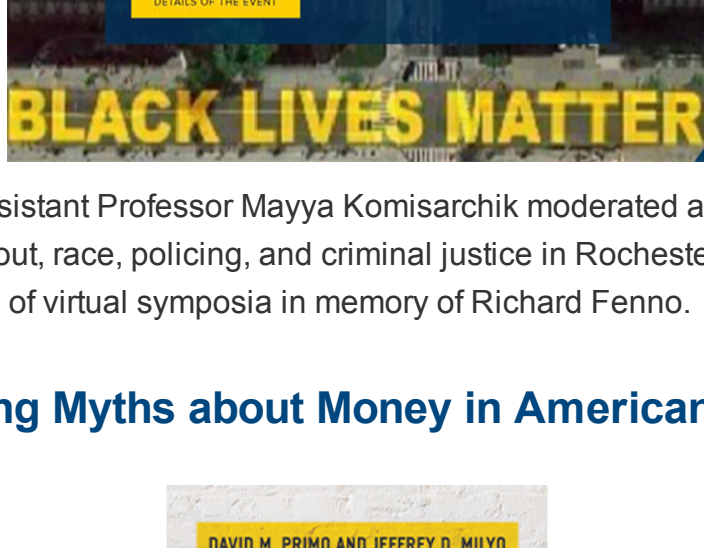 DETAILS OF THE EVENT
BLACK LIVES MATTER
sistant Professor Mayya Komisarchik moderated a
out, race, policing, and criminal justice in Rocheste
of virtual symposia in memory of Richard Fenno.
ng Myths about Money in American
DAVID M. PRIMO AND JEFFREY D. MILYO